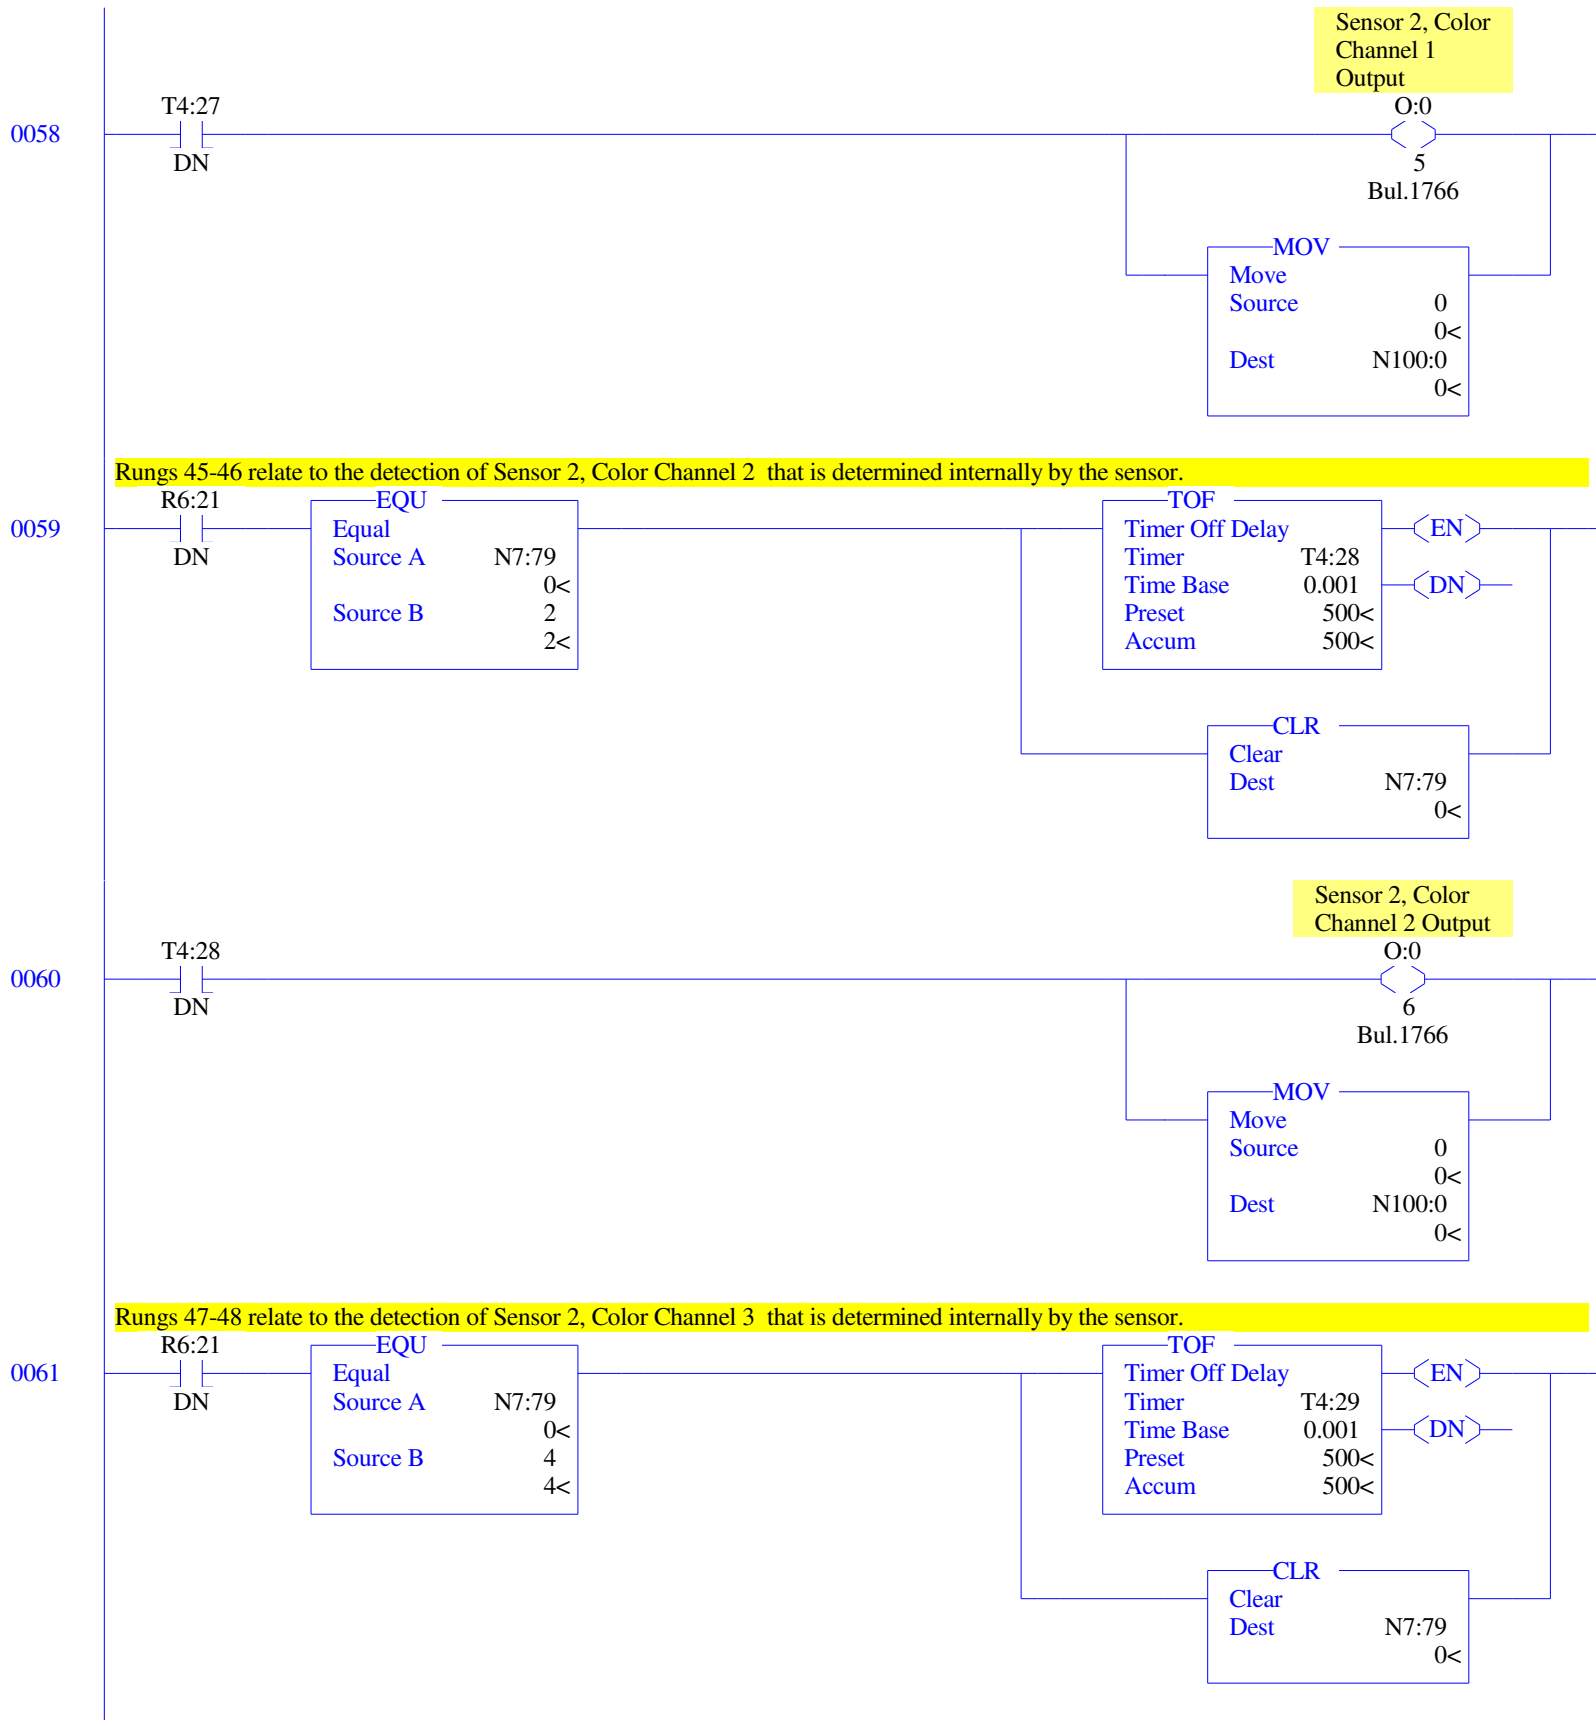 Sensor 2, Color
Channel 1
Output
T4:27
O:0
0058
DN
5
Bul.1766
MOV
Move
Source 0
0<
Dest N100:0
0<
Rungs 45-46 relate to the detection of Sensor 2, Color Channel 2  that is determined internally by the sensor.
R6:21
EQU
TOF
0059
Equal
Timer Off Delay
EN
DN
Source A N7:79
Timer T4:28
0<
Time Base 0.001
DN
Source B 2
Preset 500<
2<
Accum 500<
CLR
Clear
Dest N7:79
0<
Sensor 2, Color
Channel 2 Output
T4:28
O:0
0060
DN
6
Bul.1766
MOV
Move
Source 0
0<
Dest N100:0
0<
Rungs 47-48 relate to the detection of Sensor 2, Color Channel 3  that is determined internally by the sensor.
R6:21
EQU
TOF
0061
Equal
Timer Off Delay
EN
DN
Source A N7:79
Timer T4:29
0<
Time Base 0.001
DN
Source B 4
Preset 500<
4<
Accum 500<
CLR
Clear
Dest N7:79
0<